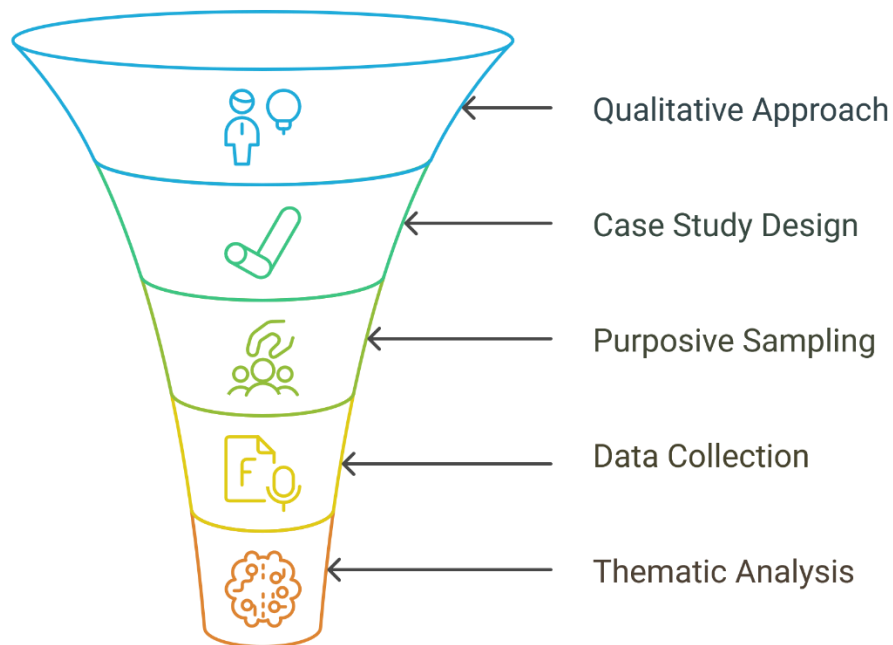 Qualitative Approach
Case Study Design
Purposive Sampling
F
Data Collection
Thematic Analysis